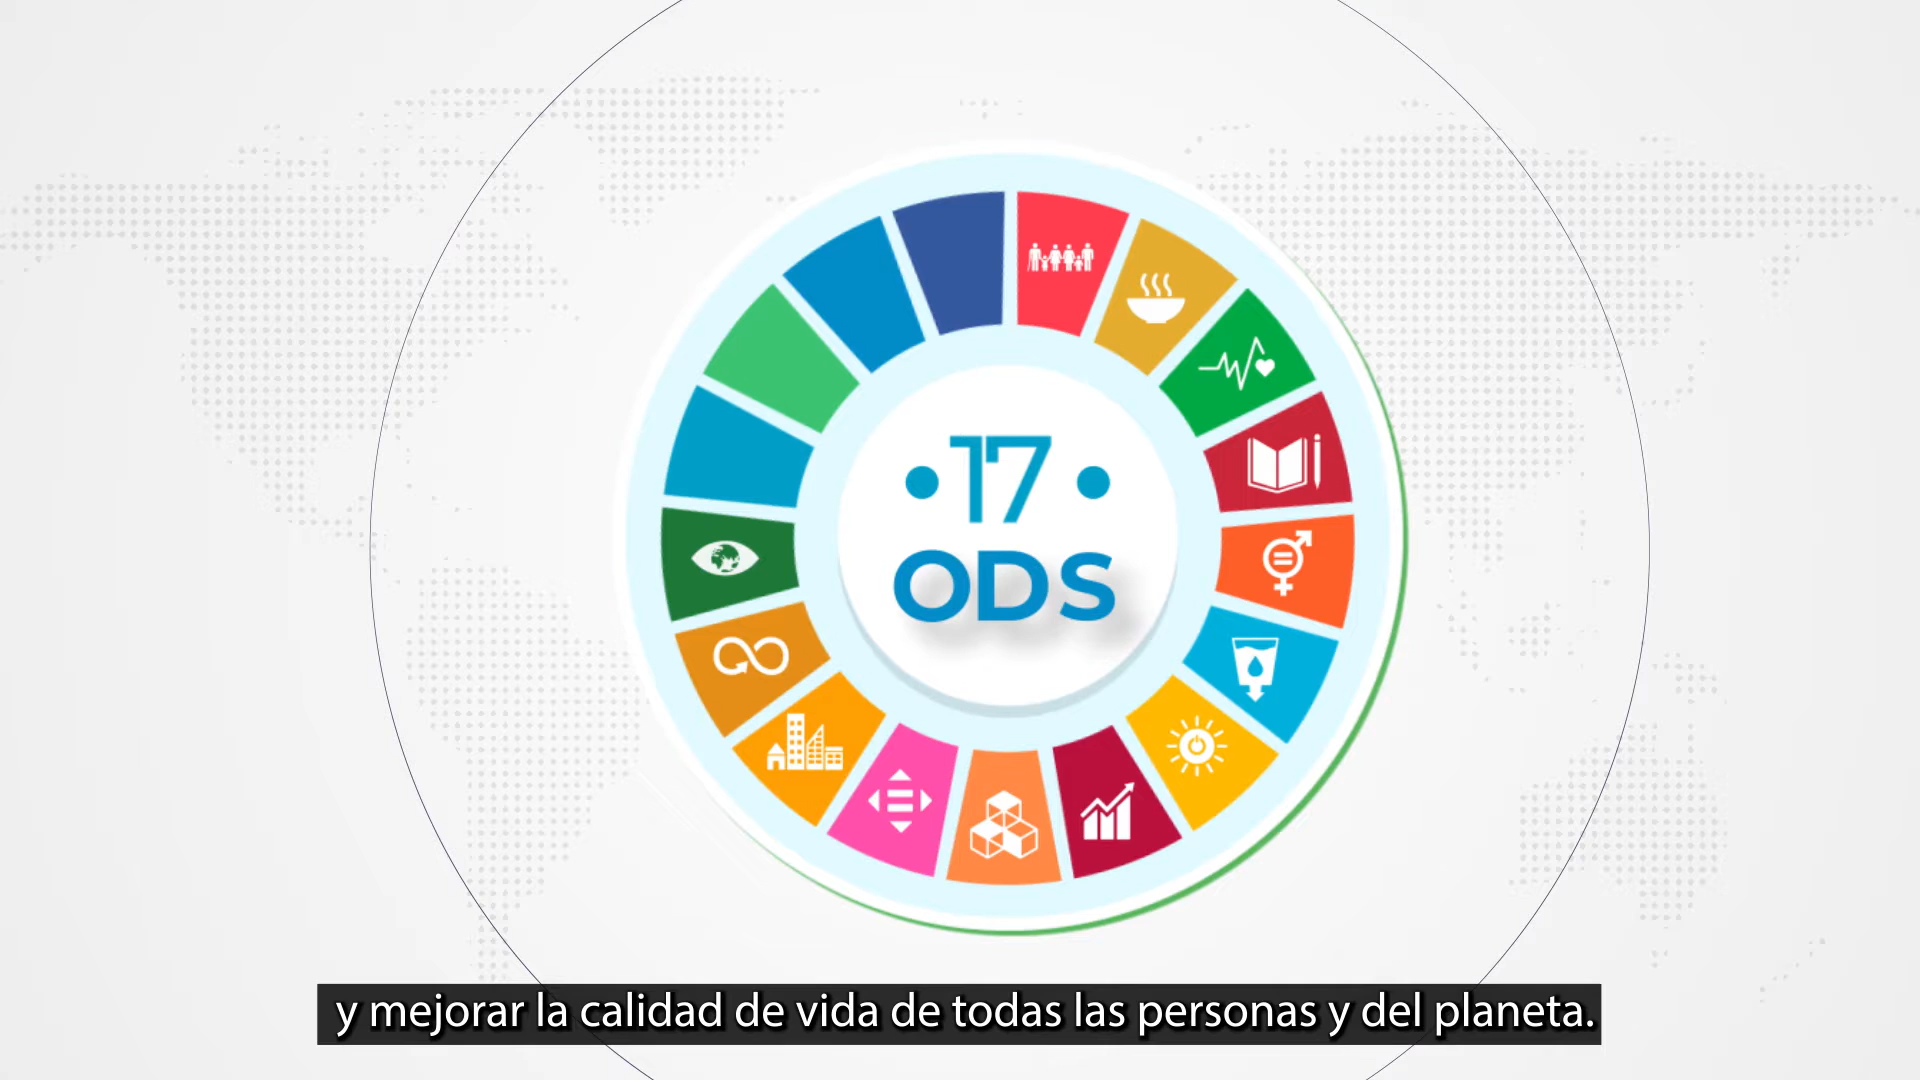 17
ODS
y mejorar la calidad de vida de todas las personas y del planeta.